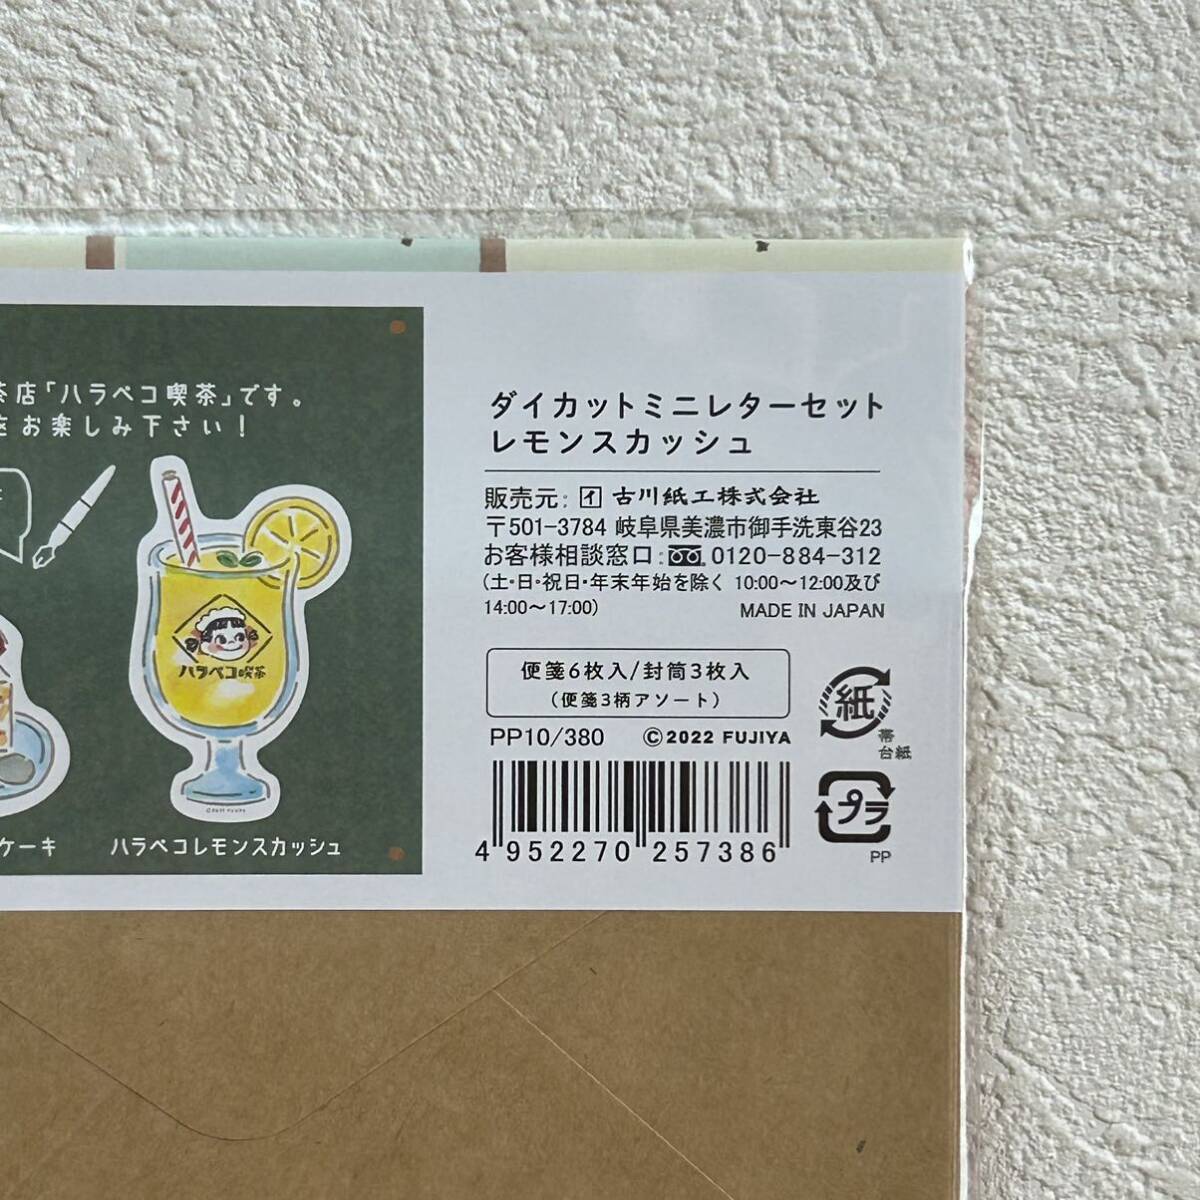 茶店「ハラペコ喫茶」です。
をお楽しみ下さい!
ハラペコ喫茶
ケーキ
ハラペコレモンスカッシュ
ダイカットミニレターセット
レモンスカッシュ
販売元: イ 古川紙工株式会社
〒501-3784 岐阜県美濃市御手洗東谷23
お客様相談窓口: 0120-884-312
(土・日・祝日・年末年始を除く 10:00〜12:00及び
14:00〜17:00) MADE IN JAPAN
便箋6枚入/封筒3枚入
(便箋3柄アソート)
PP10/380 ©2022 FUJIYA
紙
帯
台紙
プラ
PP
4 952270 257386